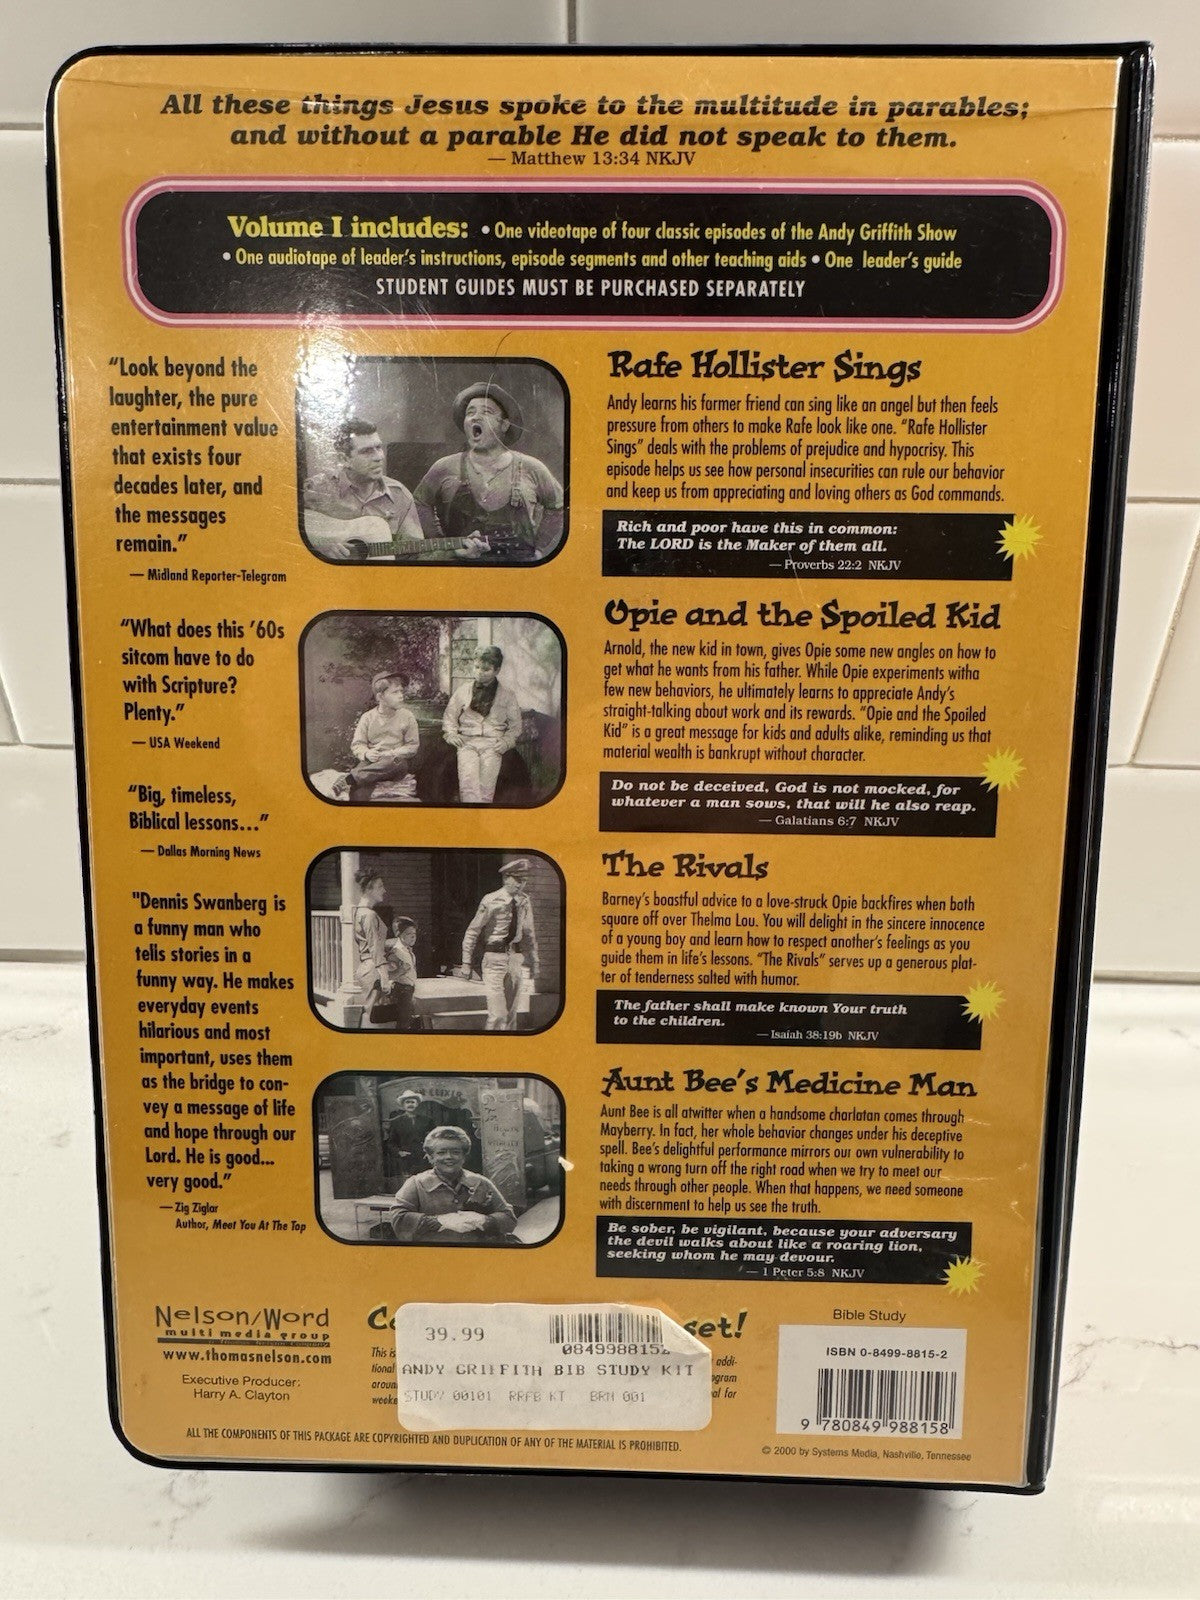 All these things Jesus spoke to the multitude in parables;
and without a parable He did not speak to them.
— Matthew 13:34 NKJV
Volume I includes: • One videotape of four classic episodes of the Andy Griffith Show
• One audiotape of leader's instructions, episode segments and other teaching aids • One leader's guide
STUDENT GUIDES MUST BE PURCHASED SEPARATELY
"Look beyond the
laughter, the pure
entertainment value
that exists four
decades later, and
the messages
remain."
— Midland Reporter-Telegram
"What does this '60s
sitcom have to do
with Scripture?
Plenty."
— USA Weekend
"Big, timeless,
Biblical lessons..."
— Dallas Morning News
"Dennis Swanberg is
a funny man who
tells stories in a
funny way. He makes
everyday events
hilarious and most
important, uses them
as the bridge to con-
vey a message of life
and hope through our
Lord. He is good...
very good."
— Zig Ziglar
Author, Meet You At The Top
Rafe Hollister Sings
Andy learns his farmer friend can sing like an angel but then feels
pressure from others to make Rafe look like one. "Rafe Hollister
Sings" deals with the problems of prejudice and hypocrisy. This
episode helps us see how personal insecurities can rule our behavior
and keep us from appreciating and loving others as God commands.
Rich and poor have this in common:
The LORD is the Maker of them all.
— Proverbs 22:2 NKJV
Opie and the Spoiled Kid
Arnold, the new kid in town, gives Opie some new angles on how to
get what he wants from his father. While Opie experiments witha
few new behaviors, he ultimately learns to appreciate Andy's
straight-talking about work and its rewards. "Opie and the Spoiled
Kid" is a great message for kids and adults alike, reminding us that
material wealth is bankrupt without character.
Do not be deceived, God is not mocked, for
whatever a man sows, that will he also reap.
— Galatians 6:7 NKJV
The Rivals
Barney's boastful advice to a love-struck Opie backfires when both
square off over Thelma Lou. You will delight in the sincere innocence
of a young boy and learn how to respect another's feelings as you
guide them in life's lessons. "The Rivals" serves up a generous plat-
ter of tenderness salted with humor.
The father shall make known Your truth
to the children.
— Isaiah 38:19b NKJV
Aunt Bee's Medicine Man
Aunt Bee is all atwitter when a handsome charlatan comes through
Mayberry. In fact, her whole behavior changes under his deceptive
spell. Bee's delightful performance mirrors our own vulnerability to
taking a wrong turn off the right road when we try to meet our
needs through other people. When that happens, we need someone
with discernment to help us see the truth.
Be sober, be vigilant, because your adversary
the devil walks about like a roaring lion,
seeking whom he may devour.
— 1 Peter 5:8 NKJV
Nelson/Word
multi media group
www.thomasnelson.com
Executive Producer:
Harry A. Clayton
set!
This is
tional
aroun
weeke
addi-
ogram
al for
39.99
0849988152
ANDY GRIFFITH BIB STUDY KIT
STUDY 00101 RRFB KT BRN 001
Bible Study
ISBN 0-8499-8815-2
9 780849 988158
ALL THE COMPONENTS OF THIS PACKAGE ARE COPYRIGHTED AND DUPLICATION OF ANY OF THE MATERIAL IS PROHIBITED.
© 2000 by Systems Media, Nashville, Tennessee